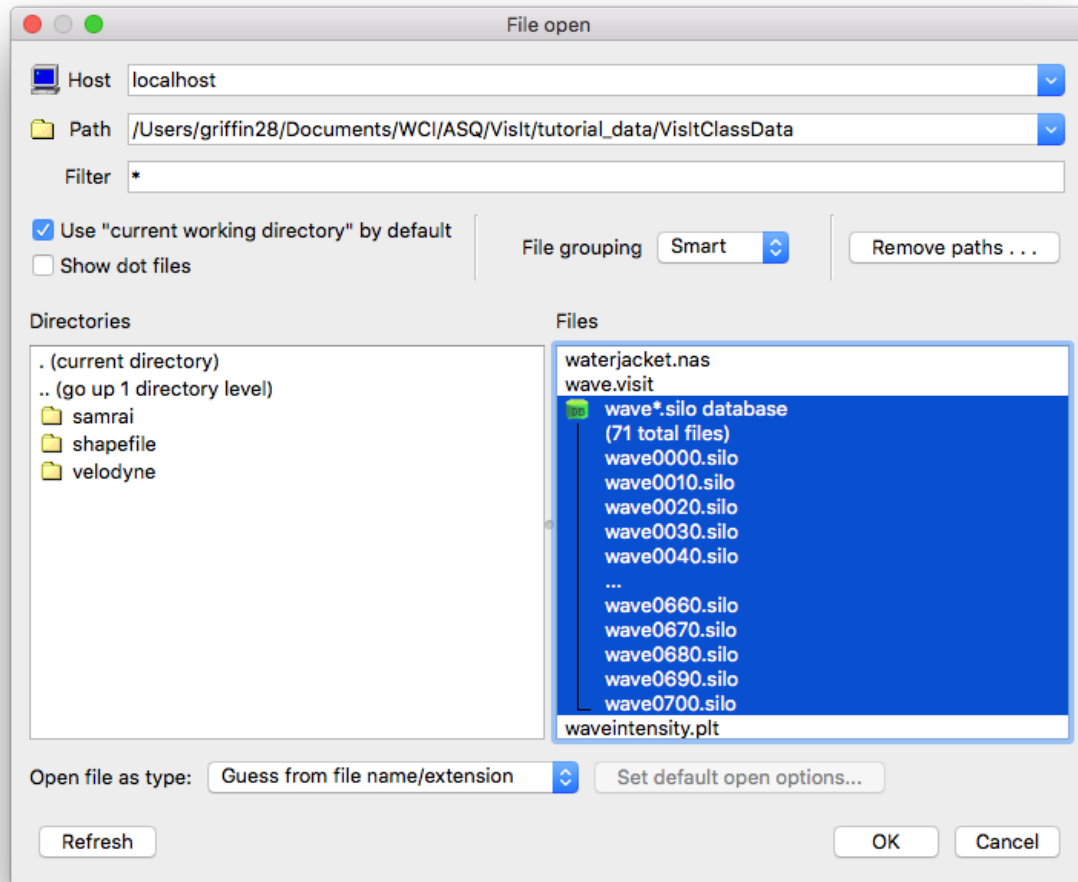 File open
Host localhost
Path /Users/griffin28/Documents/WCI/ASQ/VisIt/tutorial_data/VisItClassData
Filter *
Use "current working directory" by default
Show dot files
File grouping Smart
Remove paths . . .
Directories
. (current directory)
.. (go up 1 directory level)
samrai
shapefile
velodyne
Files
waterjacket.nas
wave.visit
DB wave*.silo database
(71 total files)
wave0000.silo
wave0010.silo
wave0020.silo
wave0030.silo
wave0040.silo
...
wave0660.silo
wave0670.silo
wave0680.silo
wave0690.silo
wave0700.silo
waveintensity.plt
Open file as type: Guess from file name/extension Set default open options...
Refresh OK Cancel